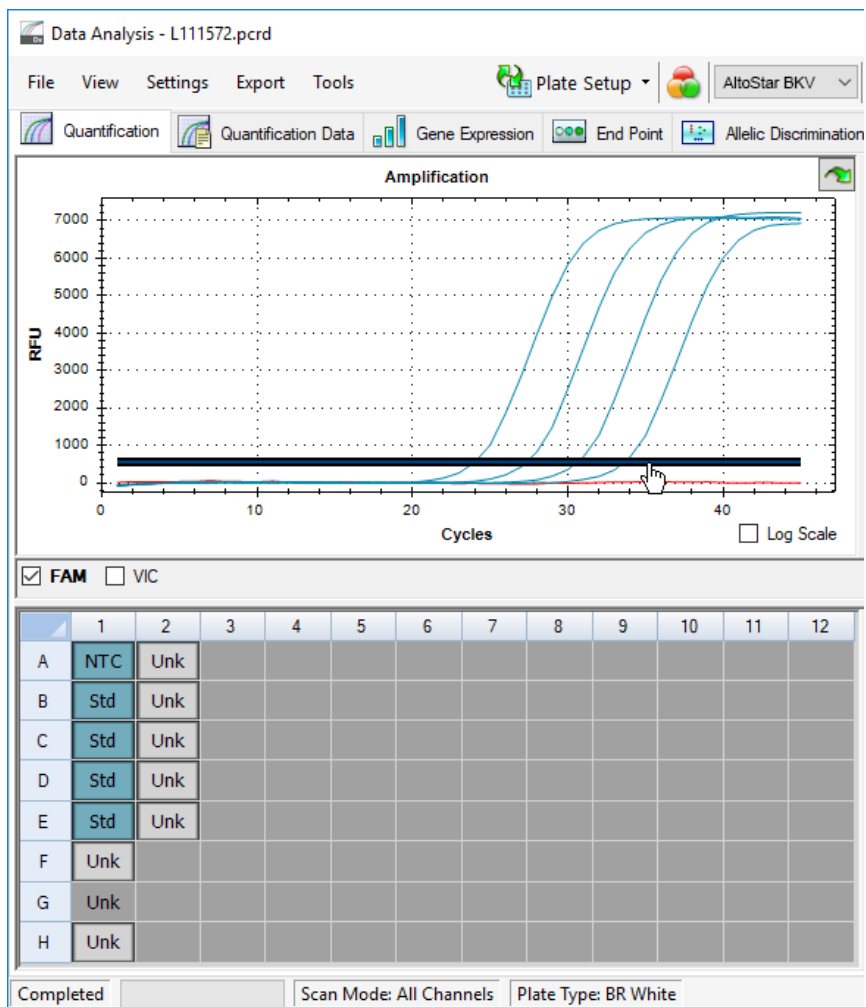 Data Analysis - L111572.pcrd
File View Settings Export Tools Plate Setup AltoStar BKV
Quantification Quantification Data Gene Expression End Point Allelic Discrimination
Amplification
7000
6000
5000
4000
3000
2000
1000
0
RFU
0 10 20 30 40
Cycles
Log Scale
FAM VIC
1 2 3 4 5 6 7 8 9 10 11 12
A NTC Unk
B Std Unk
C Std Unk
D Std Unk
E Std Unk
F Unk
G Unk
H Unk
Completed Scan Mode: All Channels Plate Type: BR White